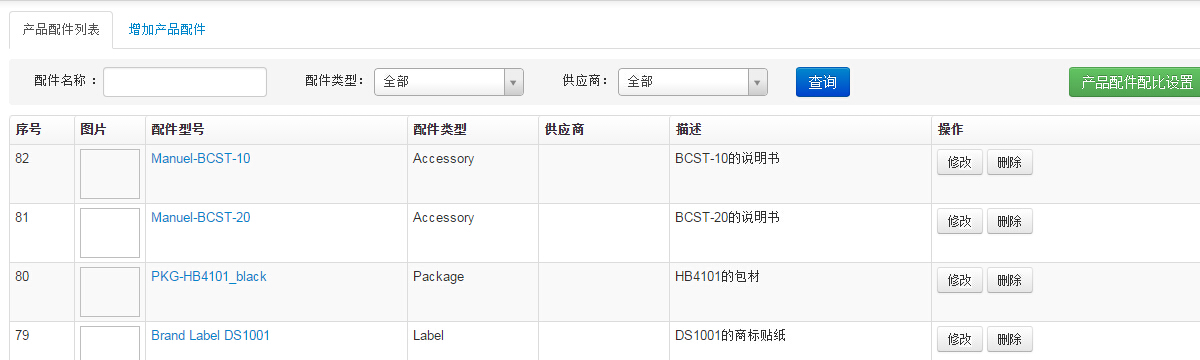 产品配件列表 增加产品配件
配件名称： 配件类型： 全部 供应商： 全部 查询 产品配件配比设置
序号 图片 配件型号 配件类型 供应商 描述 操作
82 Manuel-BCST-10 Accessory BCST-10的说明书 修改 删除
81 Manuel-BCST-20 Accessory BCST-20的说明书 修改 删除
80 PKG-HB4101_black Package HB4101的包材 修改 删除
79 Brand Label DS1001 Label DS1001的商标贴纸 修改 删除